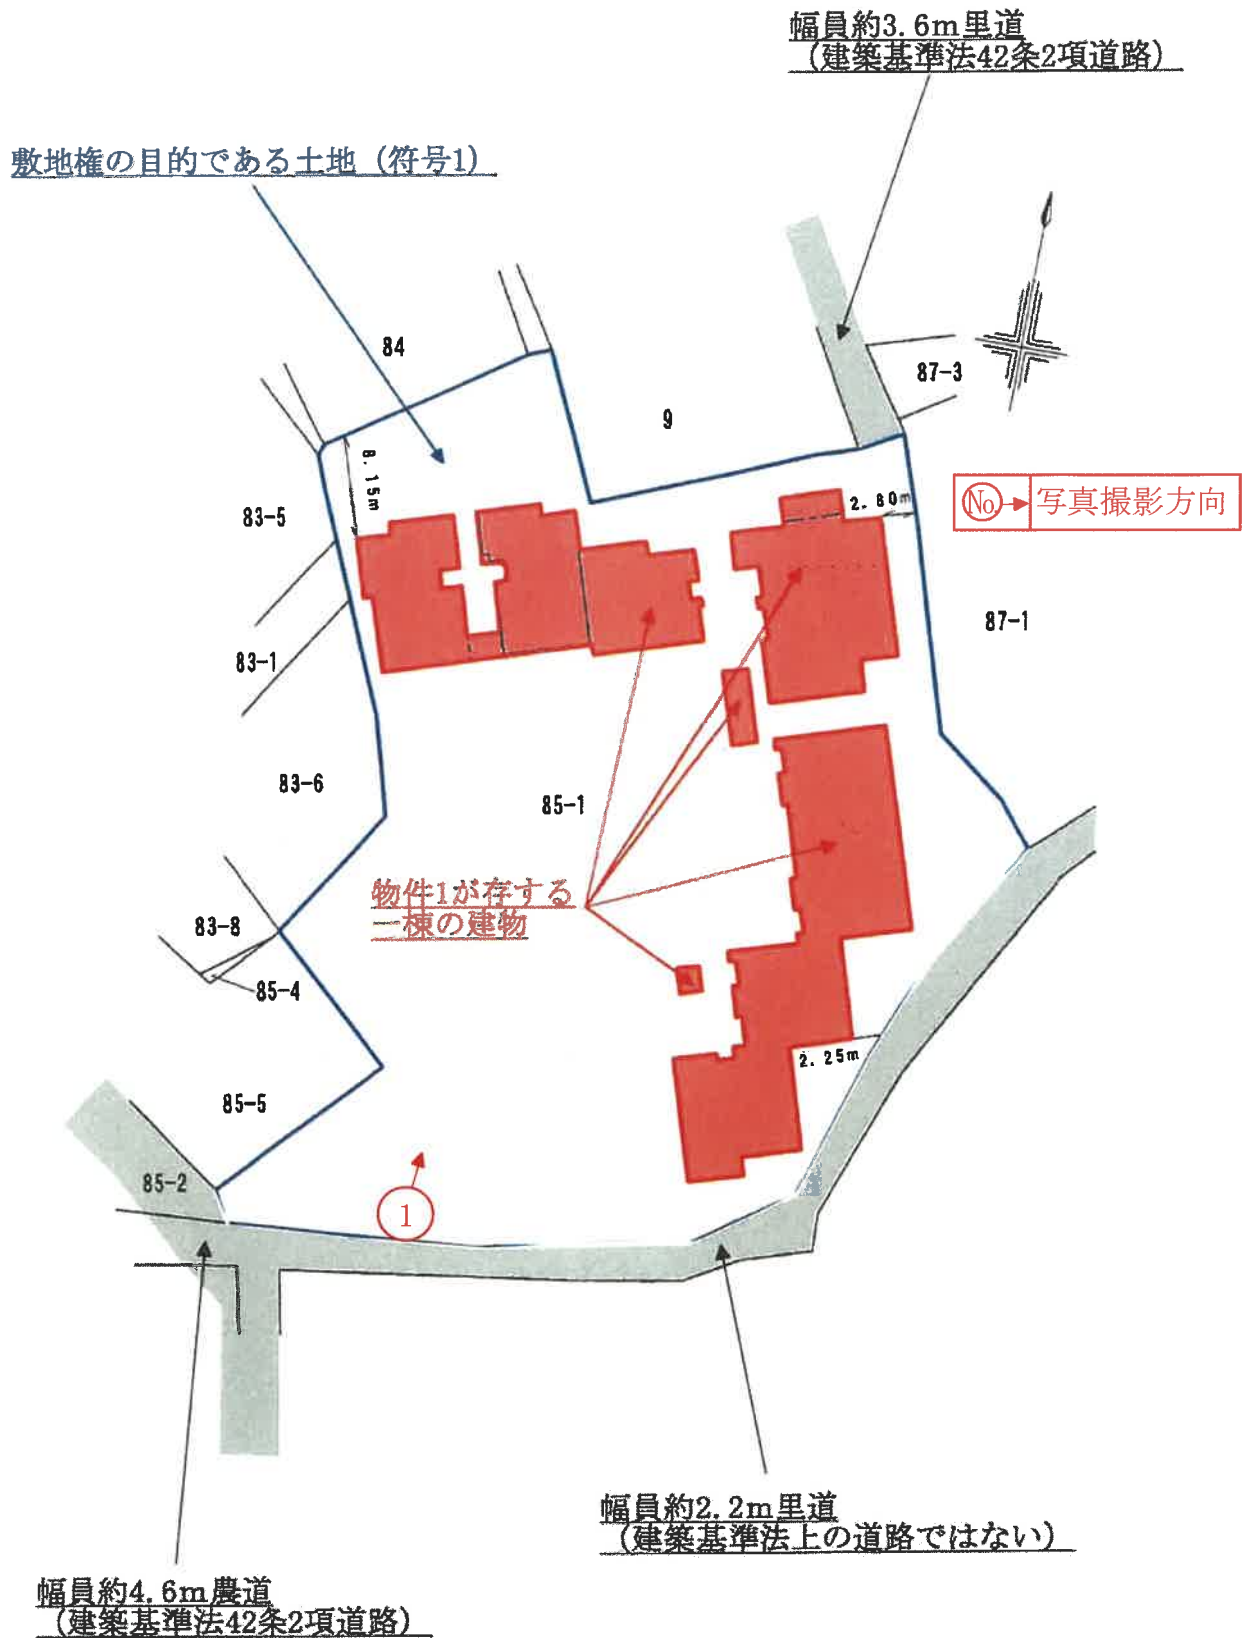 幅員約3.6m里道
（建築基準法42条2項道路）
敷地権の目的である土地（符号1）
84
9
87-3
8.15m
2.80m
No.
写真撮影方向
83-5
87-1
83-1
83-6
85-1
物件1が存する
一棟の建物
83-8
85-4
2.25m
85-5
85-2
1
幅員約2.2m里道
（建築基準法上の道路ではない）
幅員約4.6m農道
（建築基準法42条2項道路）